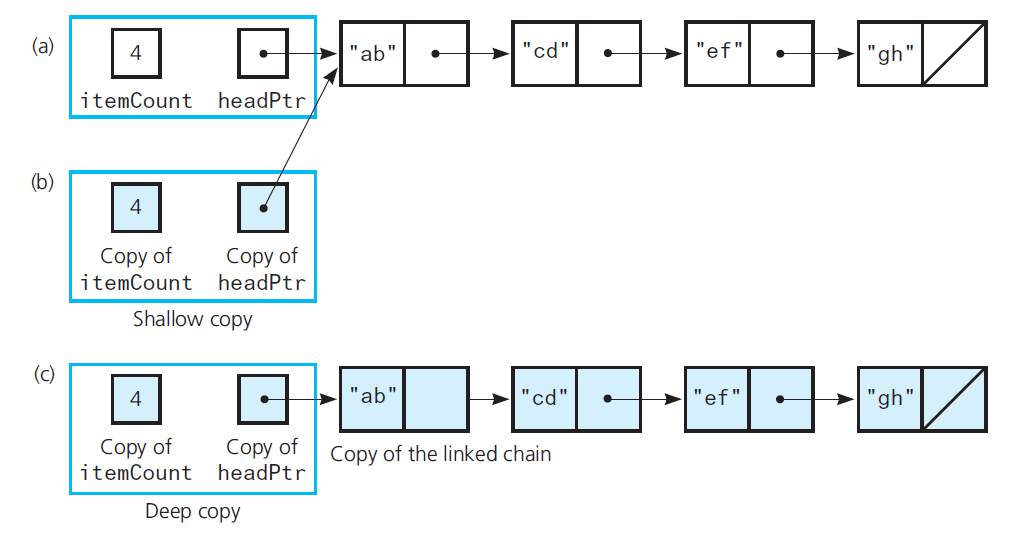 (a)
4
itemCount headPtr
"ab" "cd" "ef" "gh"
(b)
4
Copy of Copy of
itemCount headPtr
Shallow copy
(c)
4
Copy of Copy of
itemCount headPtr
Deep copy
"ab" "cd" "ef" "gh"
Copy of the linked chain